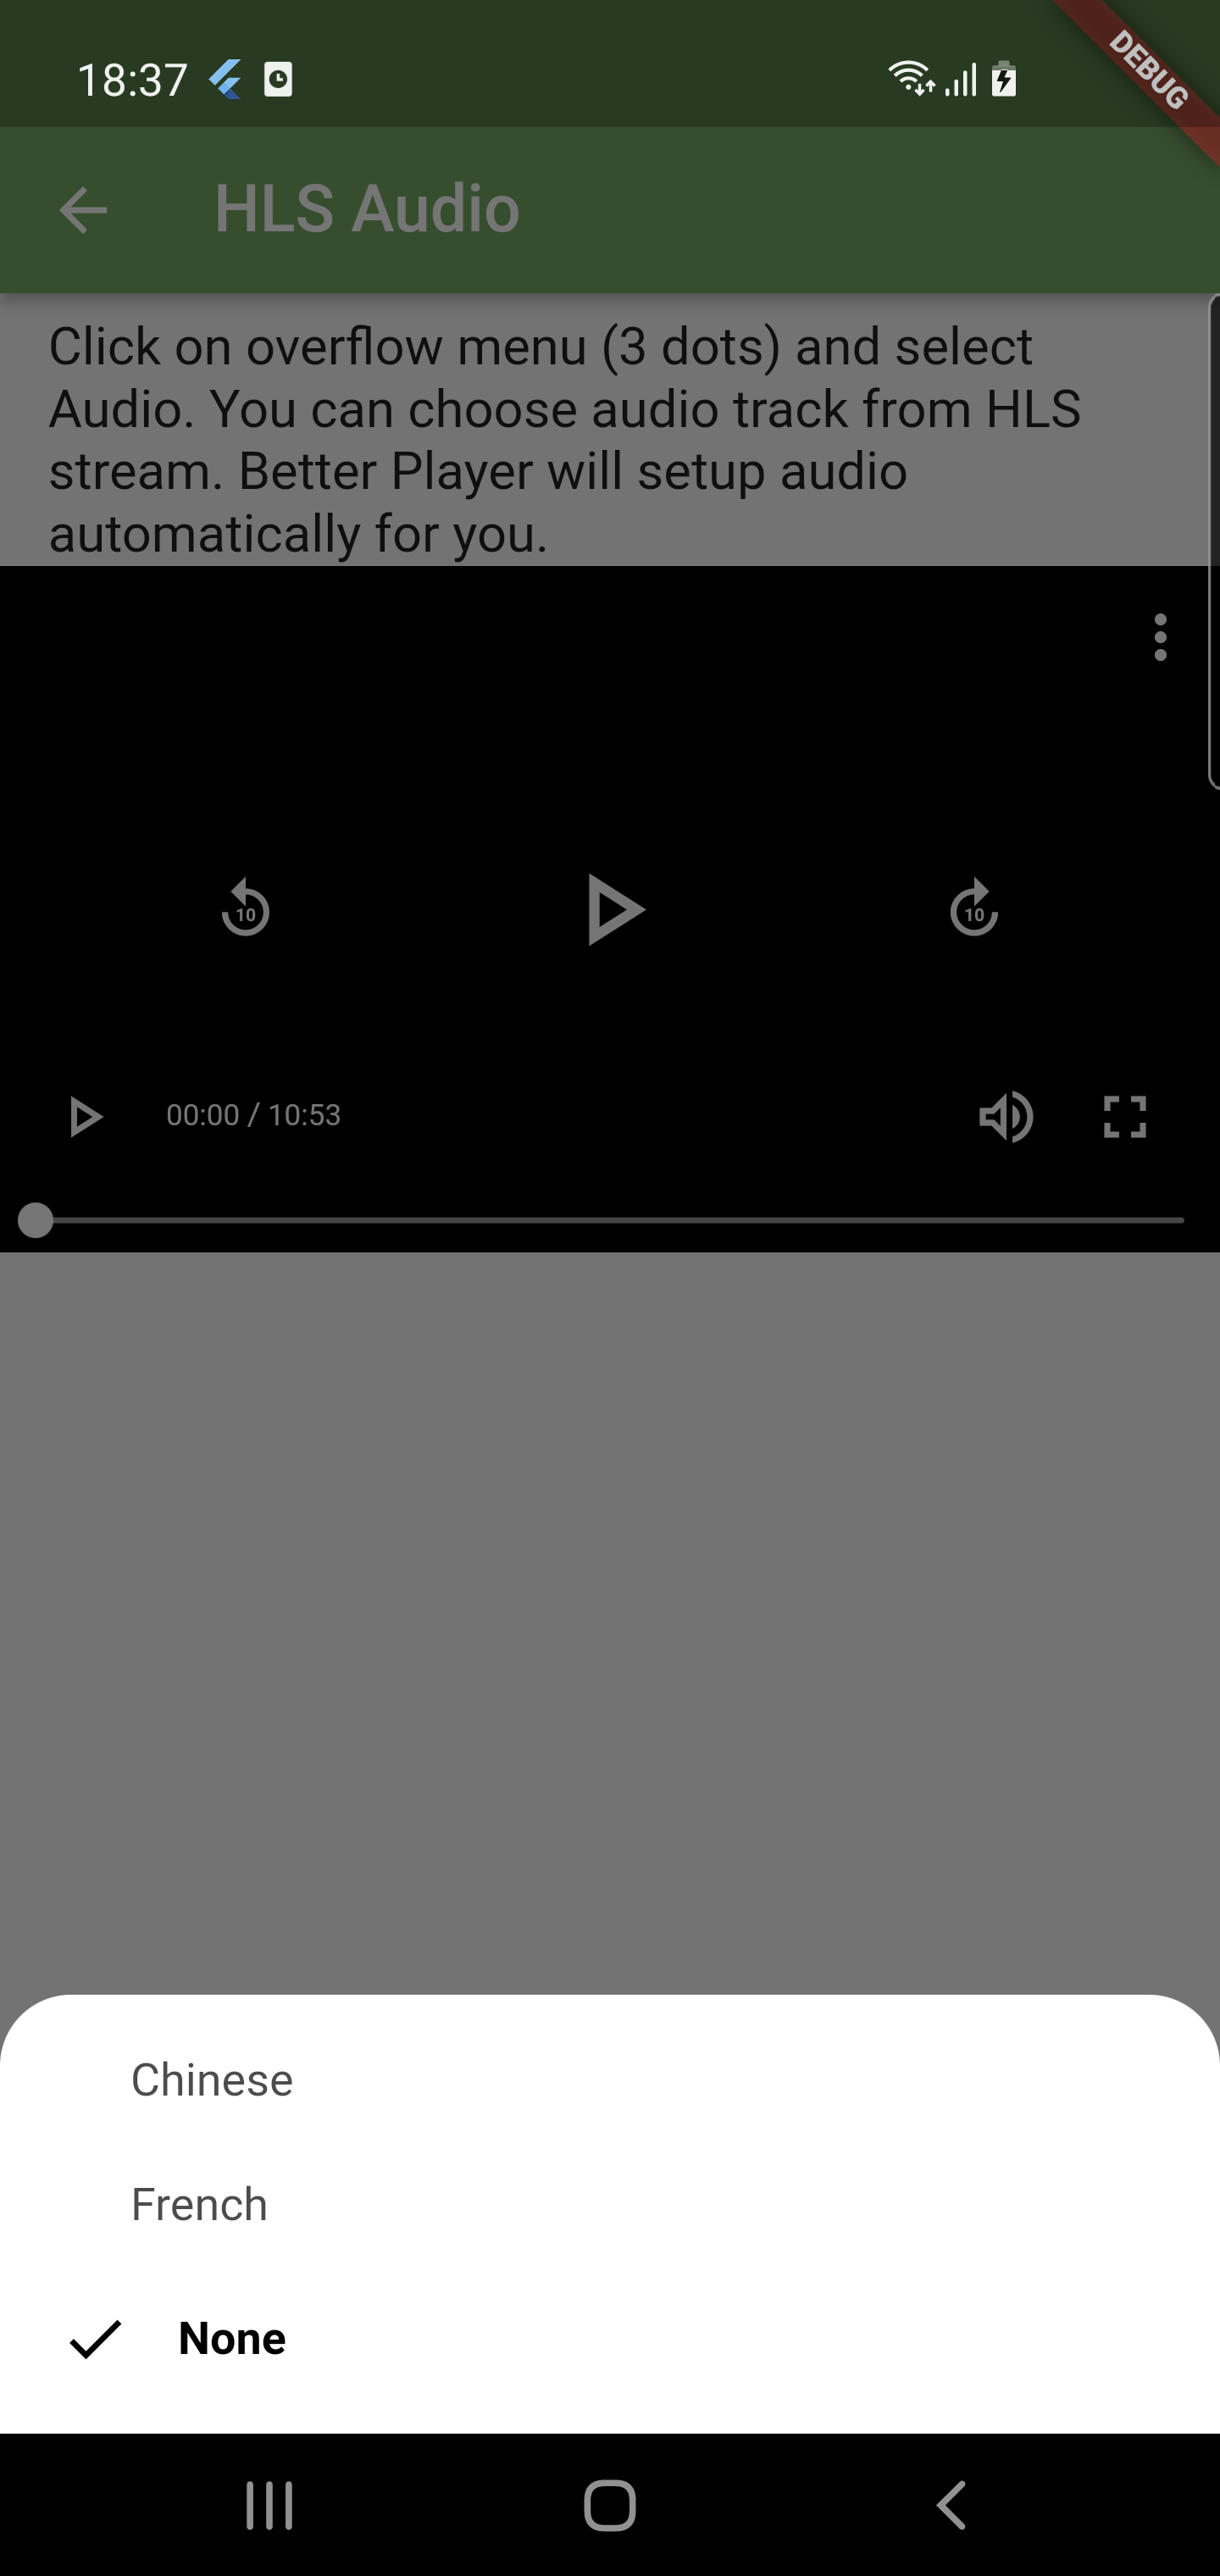 18:37
DEBUG
HLS Audio
Click on overflow menu (3 dots) and select
Audio. You can choose audio track from HLS
stream. Better Player will setup audio
automatically for you.
10
10
00:00 / 10:53
Chinese
French
None